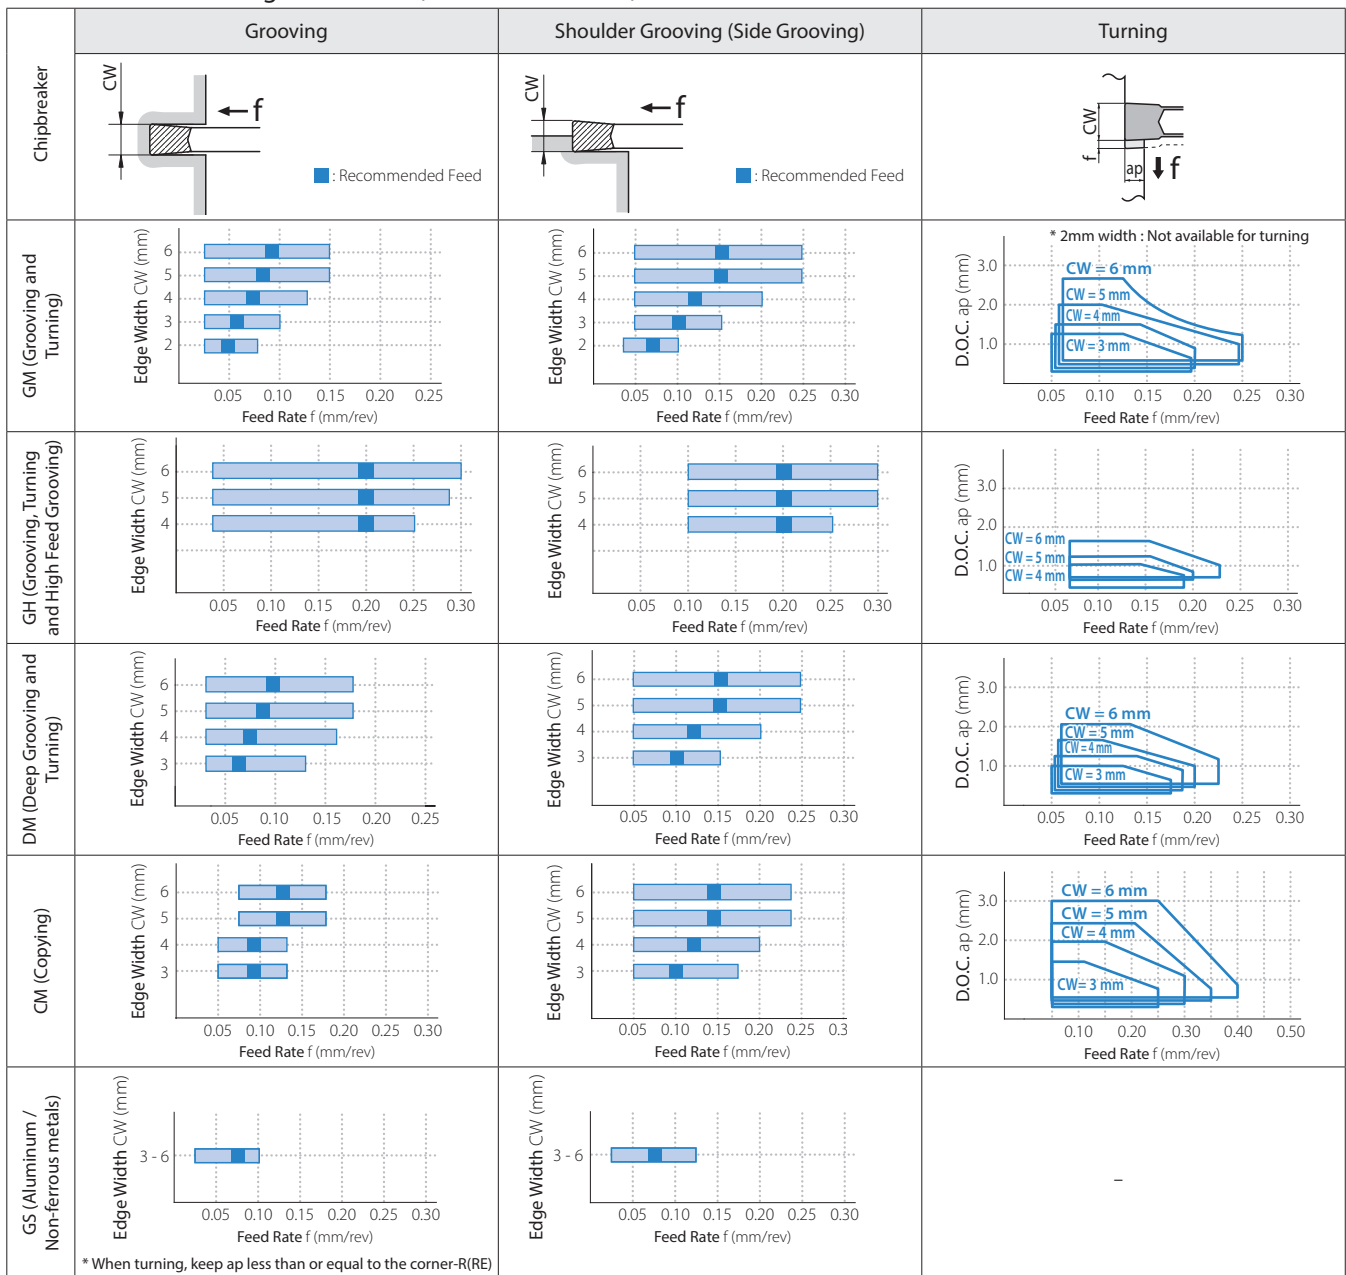 Chipbreaker
Grooving
Shoulder Grooving (Side Grooving)
Turning
CW
f
: Recommended Feed
CW
f
: Recommended Feed
CW
f
ap
f
GM (Grooving and
Turning)
Edge Width CW (mm)
6
5
4
3
2
0.05 0.10 0.15 0.20 0.25
Feed Rate f (mm/rev)
Edge Width CW (mm)
6
5
4
3
2
0.05 0.10 0.15 0.20 0.25 0.30
Feed Rate f (mm/rev)
* 2mm width : Not available for turning
D.O.C. ap (mm)
3.0
2.0
1.0
CW = 6 mm
CW = 5 mm
CW = 4 mm
CW = 3 mm
0.05 0.10 0.15 0.20 0.25 0.30
Feed Rate f (mm/rev)
GH (Grooving, Turning
and High Feed Grooving)
Edge Width CW (mm)
6
5
4
0.05 0.10 0.15 0.20 0.25 0.30
Feed Rate f (mm/rev)
Edge Width CW (mm)
6
5
4
0.05 0.10 0.15 0.20 0.25 0.30
Feed Rate f (mm/rev)
D.O.C. ap (mm)
3.0
2.0
1.0
CW = 6 mm
CW = 5 mm
CW = 4 mm
0.05 0.10 0.15 0.20 0.25 0.30
Feed Rate f (mm/rev)
DM (Deep Grooving and
Turning)
Edge Width CW (mm)
6
5
4
3
0.05 0.10 0.15 0.20 0.25
Feed Rate f (mm/rev)
Edge Width CW (mm)
6
5
4
3
0.05 0.10 0.15 0.20 0.25 0.30
Feed Rate f (mm/rev)
D.O.C. ap (mm)
3.0
2.0
1.0
CW = 6 mm
CW = 5 mm
CW = 4 mm
CW = 3 mm
0.05 0.10 0.15 0.20 0.25 0.30
Feed Rate f (mm/rev)
CM (Copying)
Edge Width CW (mm)
6
5
4
3
0.05 0.10 0.15 0.20 0.25 0.30
Feed Rate f (mm/rev)
Edge Width CW (mm)
6
5
4
3
0.05 0.10 0.15 0.20 0.25 0.3
Feed Rate f (mm/rev)
D.O.C. ap (mm)
3.0
2.0
1.0
CW = 6 mm
CW = 5 mm
CW = 4 mm
CW= 3 mm
0.10 0.20 0.30 0.40 0.50
Feed Rate f (mm/rev)
GS (Aluminum /
Non-ferrous metals)
Edge Width CW (mm)
3 - 6
0.05 0.10 0.15 0.20 0.25 0.30
Feed Rate f (mm/rev)
* When turning, keep ap less than or equal to the corner-R(RE)
Edge Width CW (mm)
3 - 6
0.05 0.10 0.15 0.20 0.25 0.30
Feed Rate f (mm/rev)
–